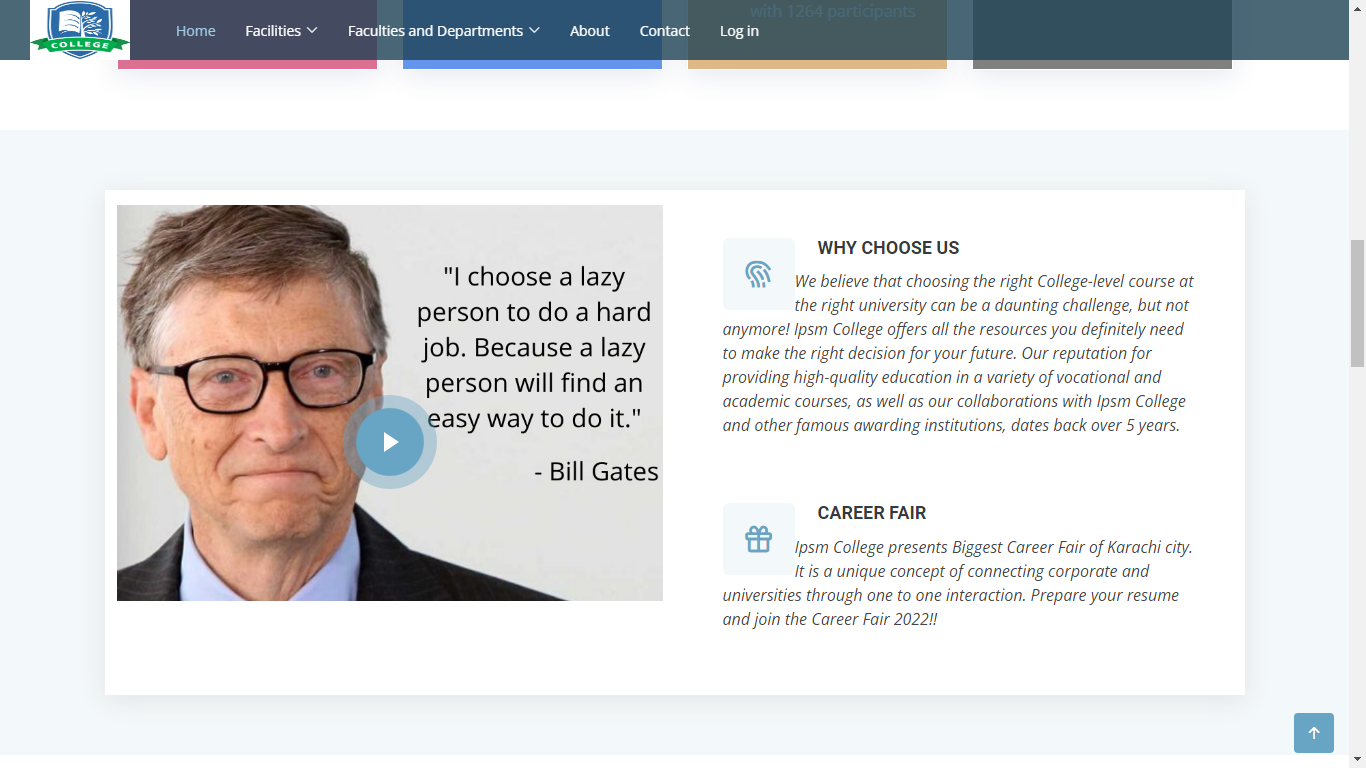 with 1264 participants
COLLEGE
Home Facilities Faculties and Departments About Contact Log in
"I choose a lazy
person to do a hard
job. Because a lazy
person will find an
easy way to do it."
- Bill Gates
WHY CHOOSE US
We believe that choosing the right College-level course at
the right university can be a daunting challenge, but not
anymore! Ipsm College offers all the resources you definitely need
to make the right decision for your future. Our reputation for
providing high-quality education in a variety of vocational and
academic courses, as well as our collaborations with Ipsm College
and other famous awarding institutions, dates back over 5 years.
CAREER FAIR
Ipsm College presents Biggest Career Fair of Karachi city.
It is a unique concept of connecting corporate and
universities through one to one interaction. Prepare your resume
and join the Career Fair 2022!!